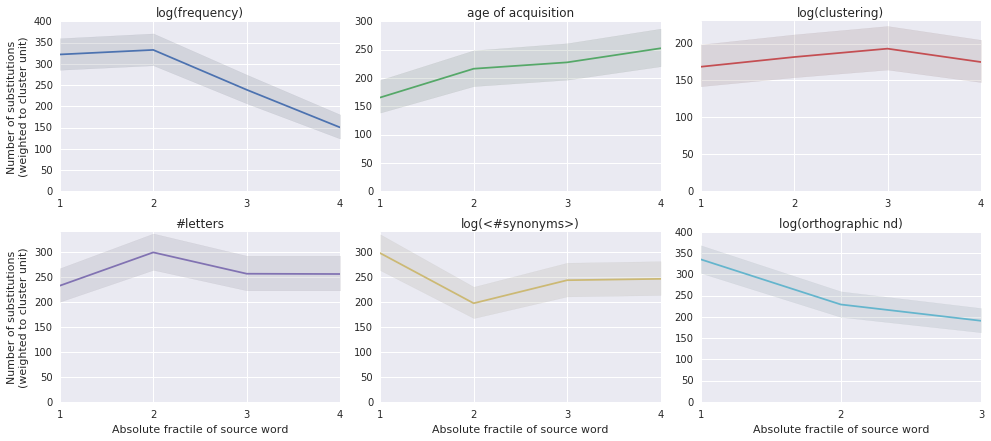 log(frequency)
age of acquisition
log(clustering)
Number of substitutions
(weighted to cluster unit)
400
350
300
250
200
150
100
50
0
1 2 3 4
300
250
200
150
100
50
0
1 2 3 4
200
150
100
50
0
1 2 3 4
#letters
log(<#synonyms>)
log(orthographic nd)
Number of substitutions
(weighted to cluster unit)
300
250
200
150
100
50
0
1 2 3 4
Absolute fractile of source word
300
250
200
150
100
50
0
1 2 3 4
Absolute fractile of source word
400
350
300
250
200
150
100
50
0
1 2 3
Absolute fractile of source word